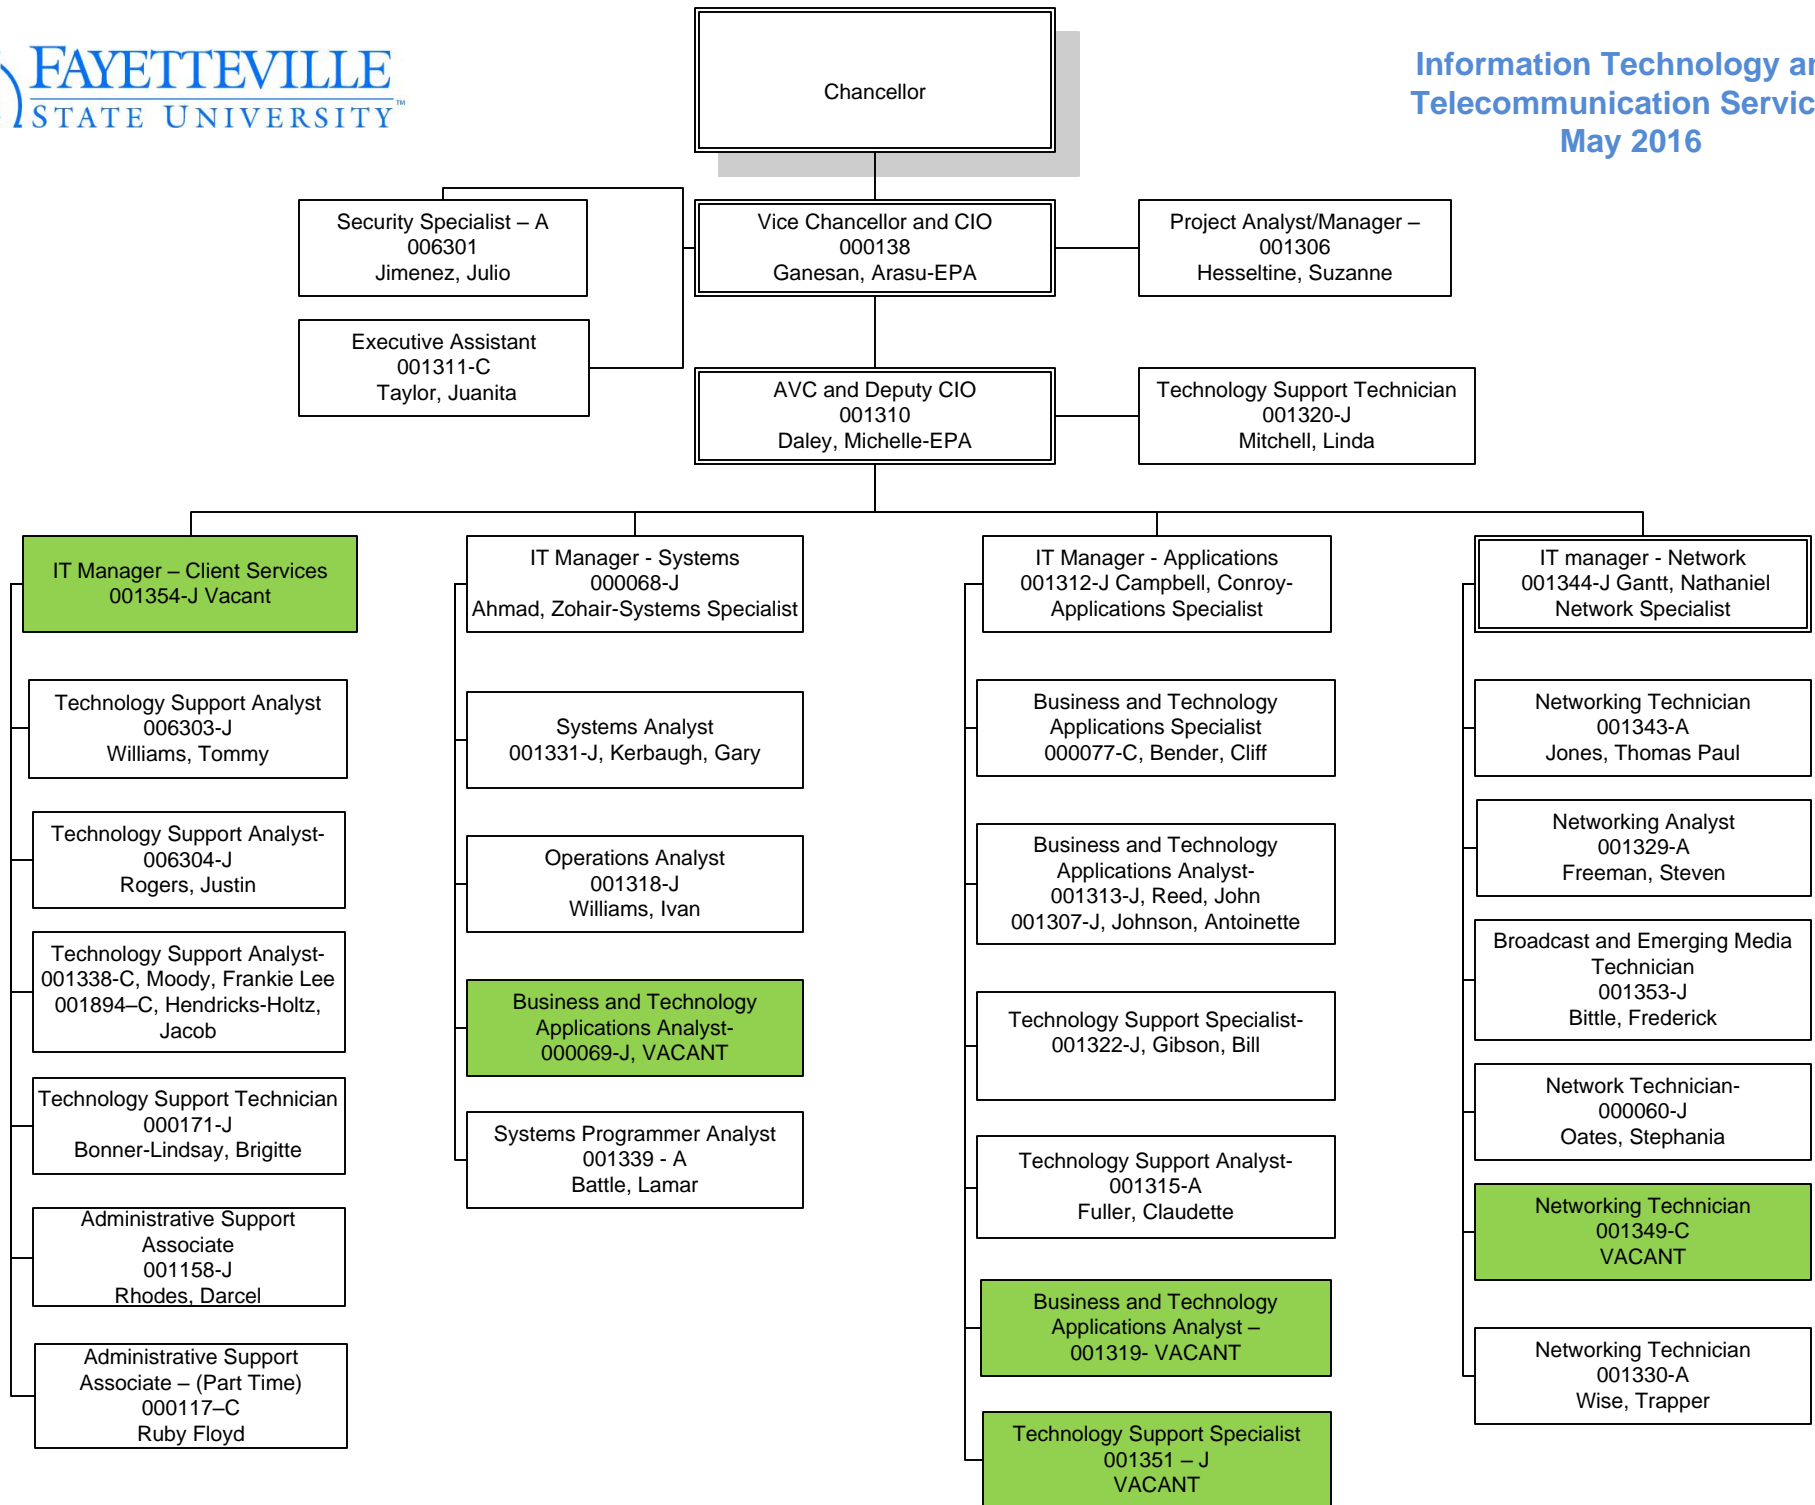 FAYETTEVILLE
STATE UNIVERSITY™
Information Technology
Telecommunication
May 2016
Chancellor
Security Specialist – A
006301
Jimenez, Julio
Vice Chancellor and CIO
000138
Ganesan, Arasu-EPA
Project Analyst/Manager –
001306
Hesseltine, Suzanne
Executive Assistant
001311-C
Taylor, Juanita
AVC and Deputy CIO
001310
Daley, Michelle-EPA
Technology Support Technician
001320-J
Mitchell, Linda
IT Manager – Client Services
001354-J Vacant
Technology Support Analyst
006303-J
Williams, Tommy
Technology Support Analyst-
006304-J
Rogers, Justin
Technology Support Analyst-
001338-C, Moody, Frankie Lee
001894–C, Hendricks-Holtz,
Jacob
Technology Support Technician
000171-J
Bonner-Lindsay, Brigitte
Administrative Support
Associate
001158-J
Rhodes, Darcel
Administrative Support
Associate – (Part Time)
000117–C
Ruby Floyd
IT Manager - Systems
000068-J
Ahmad, Zohair-Systems Specialist
Systems Analyst
001331-J, Kerbaugh, Gary
Operations Analyst
001318-J
Williams, Ivan
Business and Technology
Applications Analyst-
000069-J, VACANT
Systems Programmer Analyst
001339 - A
Battle, Lamar
IT Manager - Applications
001312-J Campbell, Conroy-
Applications Specialist
Business and Technology
Applications Specialist
000077-C, Bender, Cliff
Business and Technology
Applications Analyst-
001313-J, Reed, John
001307-J, Johnson, Antoinette
Technology Support Specialist-
001322-J, Gibson, Bill
Technology Support Analyst-
001315-A
Fuller, Claudette
Business and Technology
Applications Analyst –
001319- VACANT
Technology Support Specialist
001351 – J
VACANT
IT manager - Network
001344-J Gantt, Nathaniel
Network Specialist
Networking Technician
001343-A
Jones, Thomas Paul
Networking Analyst
001329-A
Freeman, Steven
Broadcast and Emerging Media
Technician
001353-J
Bittle, Frederick
Network Technician-
000060-J
Oates, Stephania
Networking Technician
001349-C
VACANT
Networking Technician
001330-A
Wise, Trapper